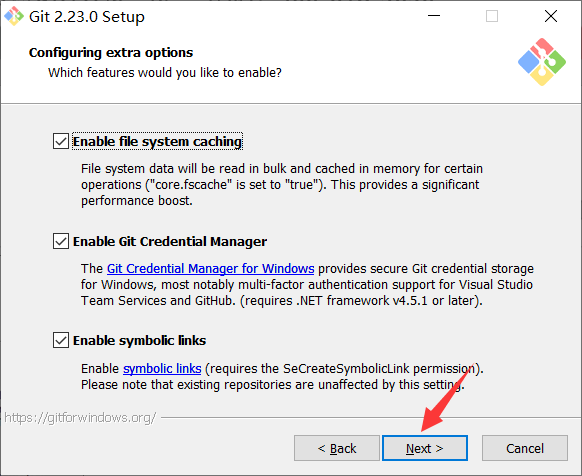 Git 2.23.0 Setup
Configuring extra options
Which features would you like to enable?
Enable file system caching
File system data will be read in bulk and cached in memory for certain
operations ("core.fscache" is set to "true"). This provides a significant
performance boost.
Enable Git Credential Manager
The Git Credential Manager for Windows provides secure Git credential storage
for Windows, most notably multi-factor authentication support for Visual Studio
Team Services and GitHub. (requires .NET framework v4.5.1 or later).
Enable symbolic links
Enable symbolic links (requires the SeCreateSymbolicLink permission).
Please note that existing repositories are unaffected by this setting.
https://gitforwindows.org/
< Back Next > Cancel